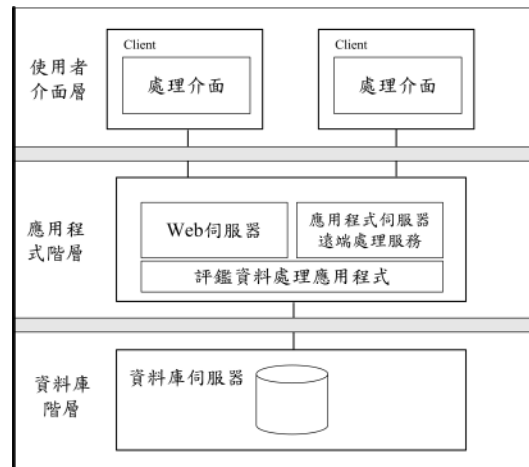 使用者
介面層
Client
處理介面
Client
處理介面
應用程
式階層
Web伺服器
應用程式伺服器
遠端處理服務
評鑑資料處理應用程式
資料庫
階層
資料庫伺服器